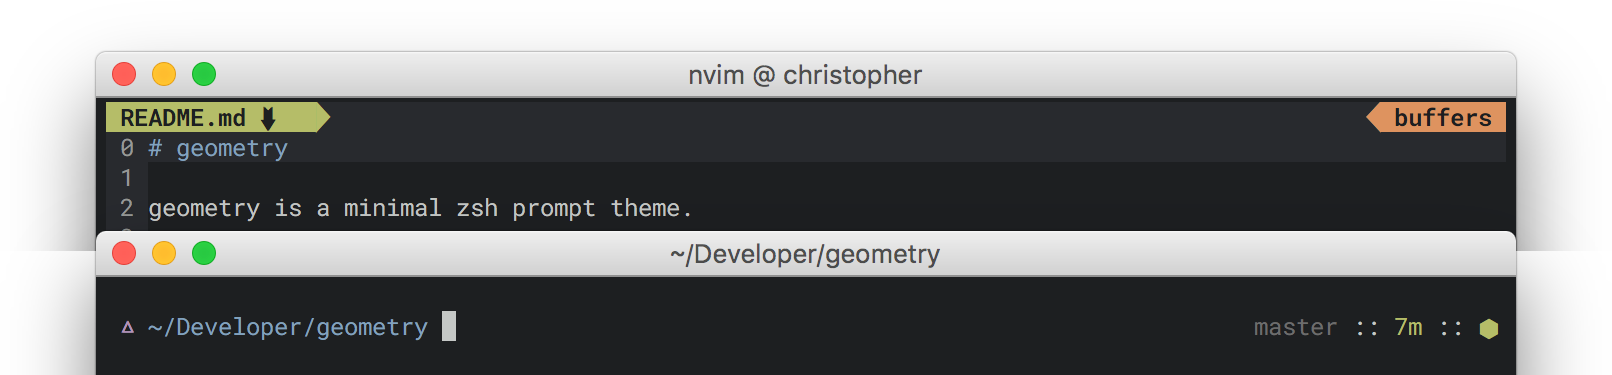 nvim @ christopher
README.md buffers
0 # geometry
1
2 geometry is a minimal zsh prompt theme.
~/Developer/geometry
▵ ~/Developer/geometry master :: 7m :: ⬢